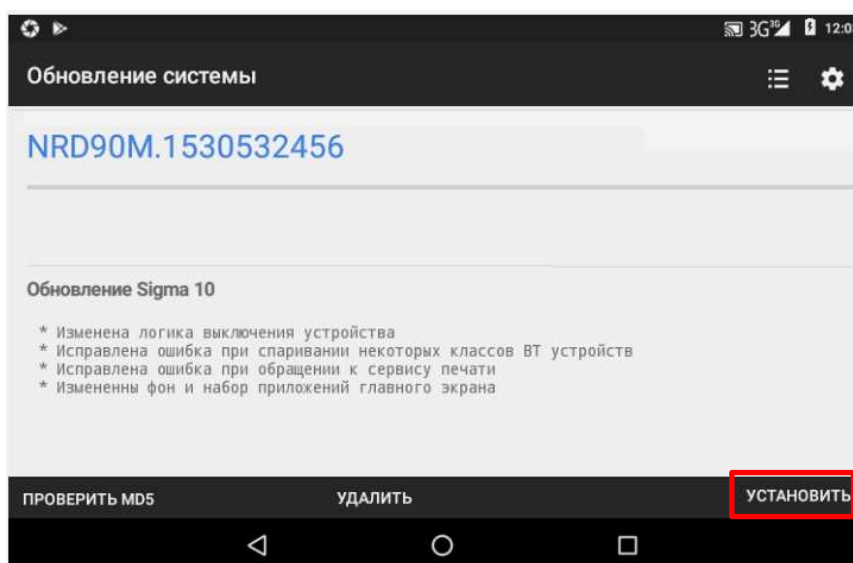 3G 3G 12:0
Обновление системы
NRD90M.1530532456
Обновление Sigma 10
* Изменена логика выключения устройства
* Исправлена ошибка при спаривании некоторых классов BT устройств
* Исправлена ошибка при обращении к сервису печати
* Измененны фон и набор приложений главного экрана
ПРОВЕРИТЬ MD5 УДАЛИТЬ УСТАНОВИТЬ